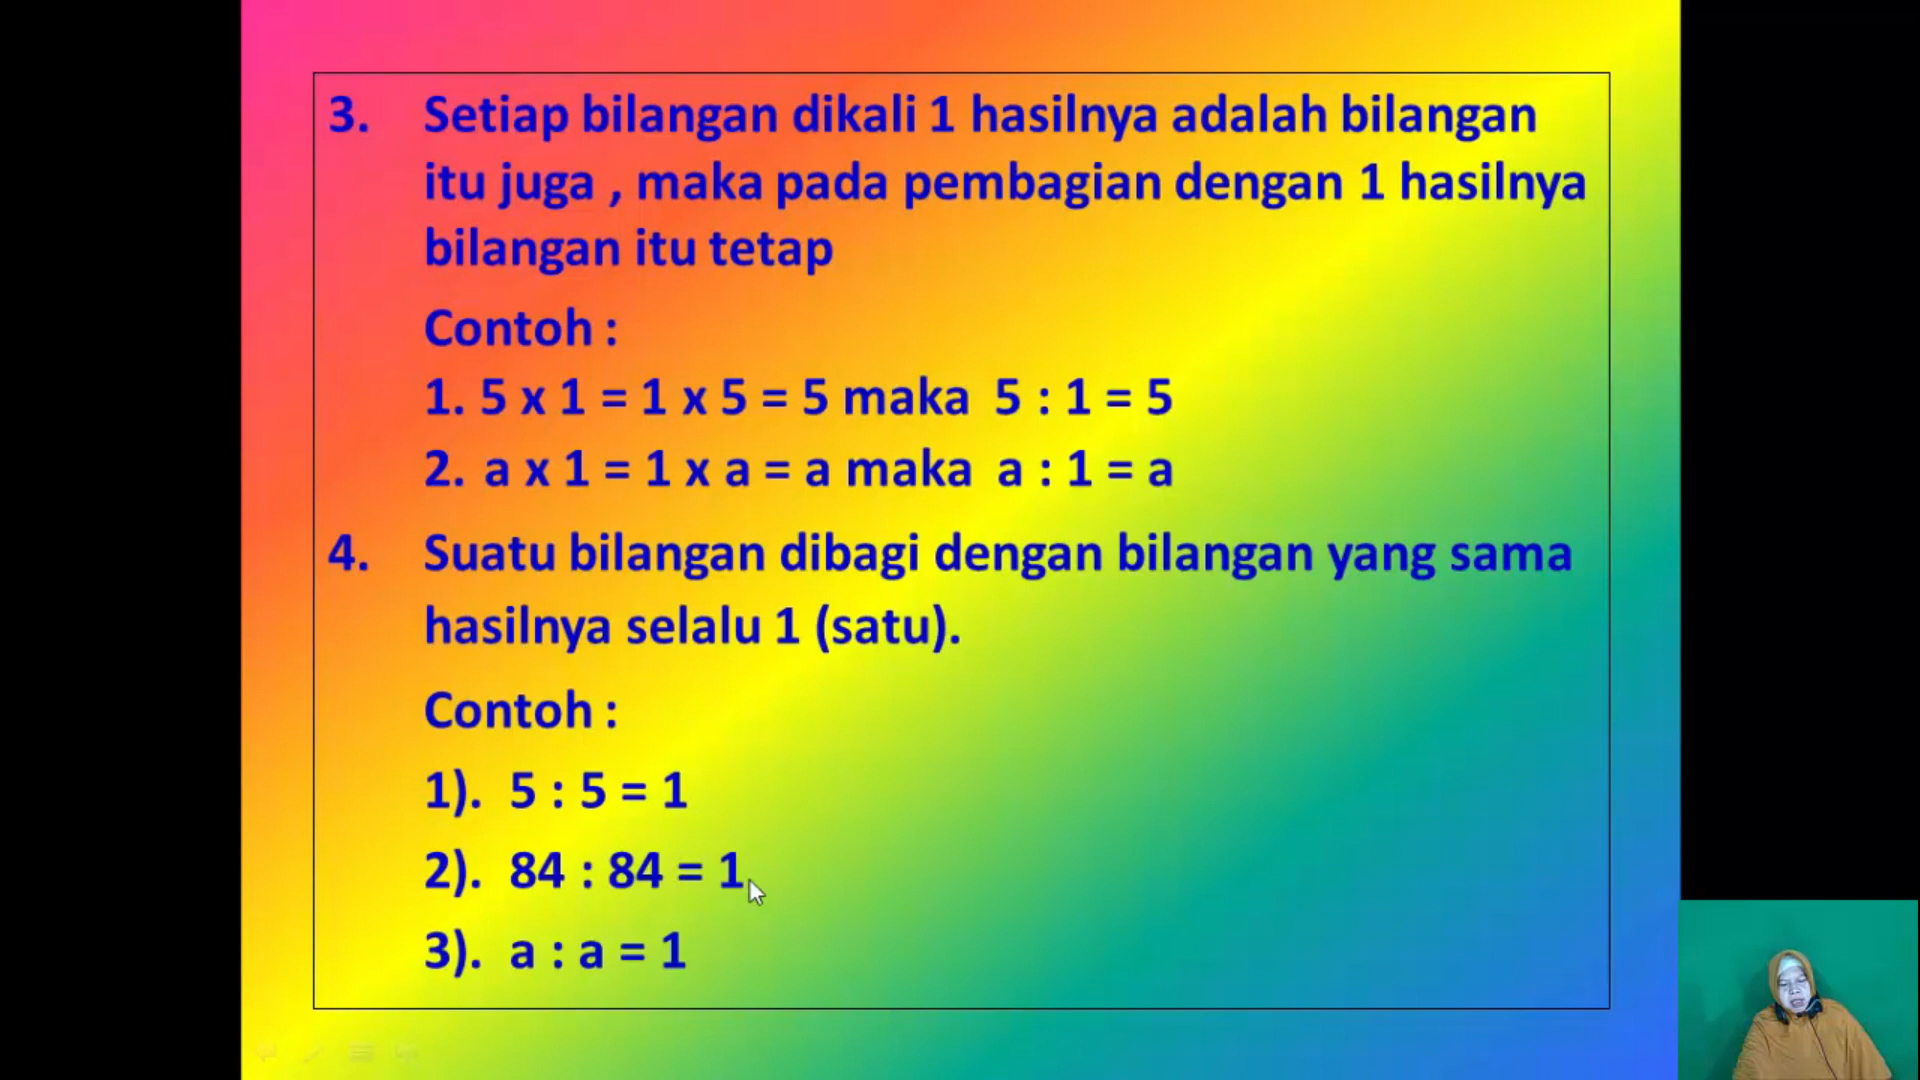 3. Setiap bilangan dikali 1 hasilnya adalah bilangan
itu juga , maka pada pembagian dengan 1 hasilnya
bilangan itu tetap
Contoh :
1. 5 x 1 = 1 x 5 = 5 maka 5 : 1 = 5
2. a x 1 = 1 x a = a maka a : 1 = a
4. Suatu bilangan dibagi dengan bilangan yang sama
hasilnya selalu 1 (satu).
Contoh :
1). 5 : 5 = 1
2). 84 : 84 = 1
3). a : a = 1